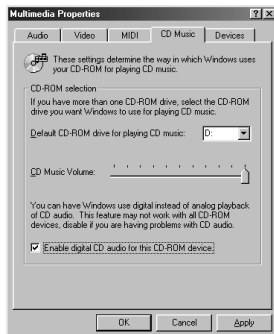 Multimedia Properties
Audio Video MIDI CD Music Devices
These settings determine the way in which Windows uses
your CD-ROM for playing CD music.
CD-ROM selection
If you have more than one CD-ROM drive, select the CD-ROM
drive you want Windows to use for playing CD music.
Default CD-ROM drive for playing CD music: D:
CD Music Volume:
You can have Windows use digital instead of analog playback
of CD audio. This feature may not work with all CD-ROM
devices, disable if you are having problems with CD audio.
Enable digital CD audio for this CD-ROM device.
OK Cancel Apply